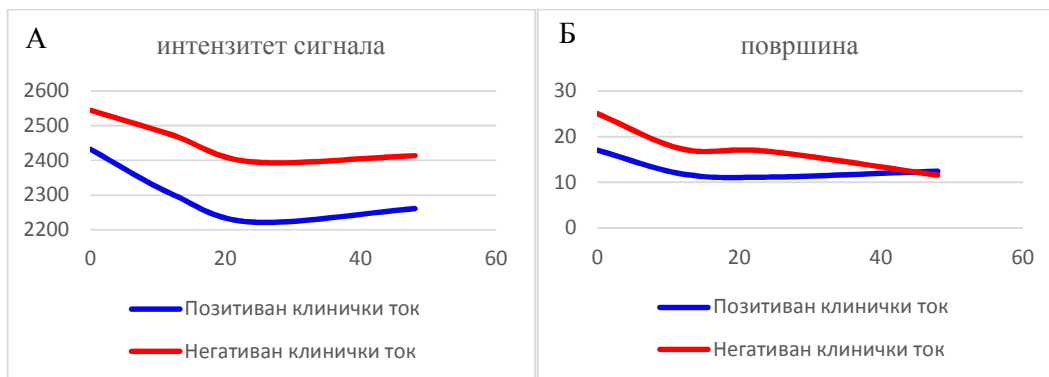 А
интензитет сигнала
2600
2500
2400
2300
2200
0 20 40 60
Позитиван клинички ток
Негативан клинички ток
Б
површина
30
20
10
0
0 20 40 60
Позитиван клинички ток
Негативан клинички ток